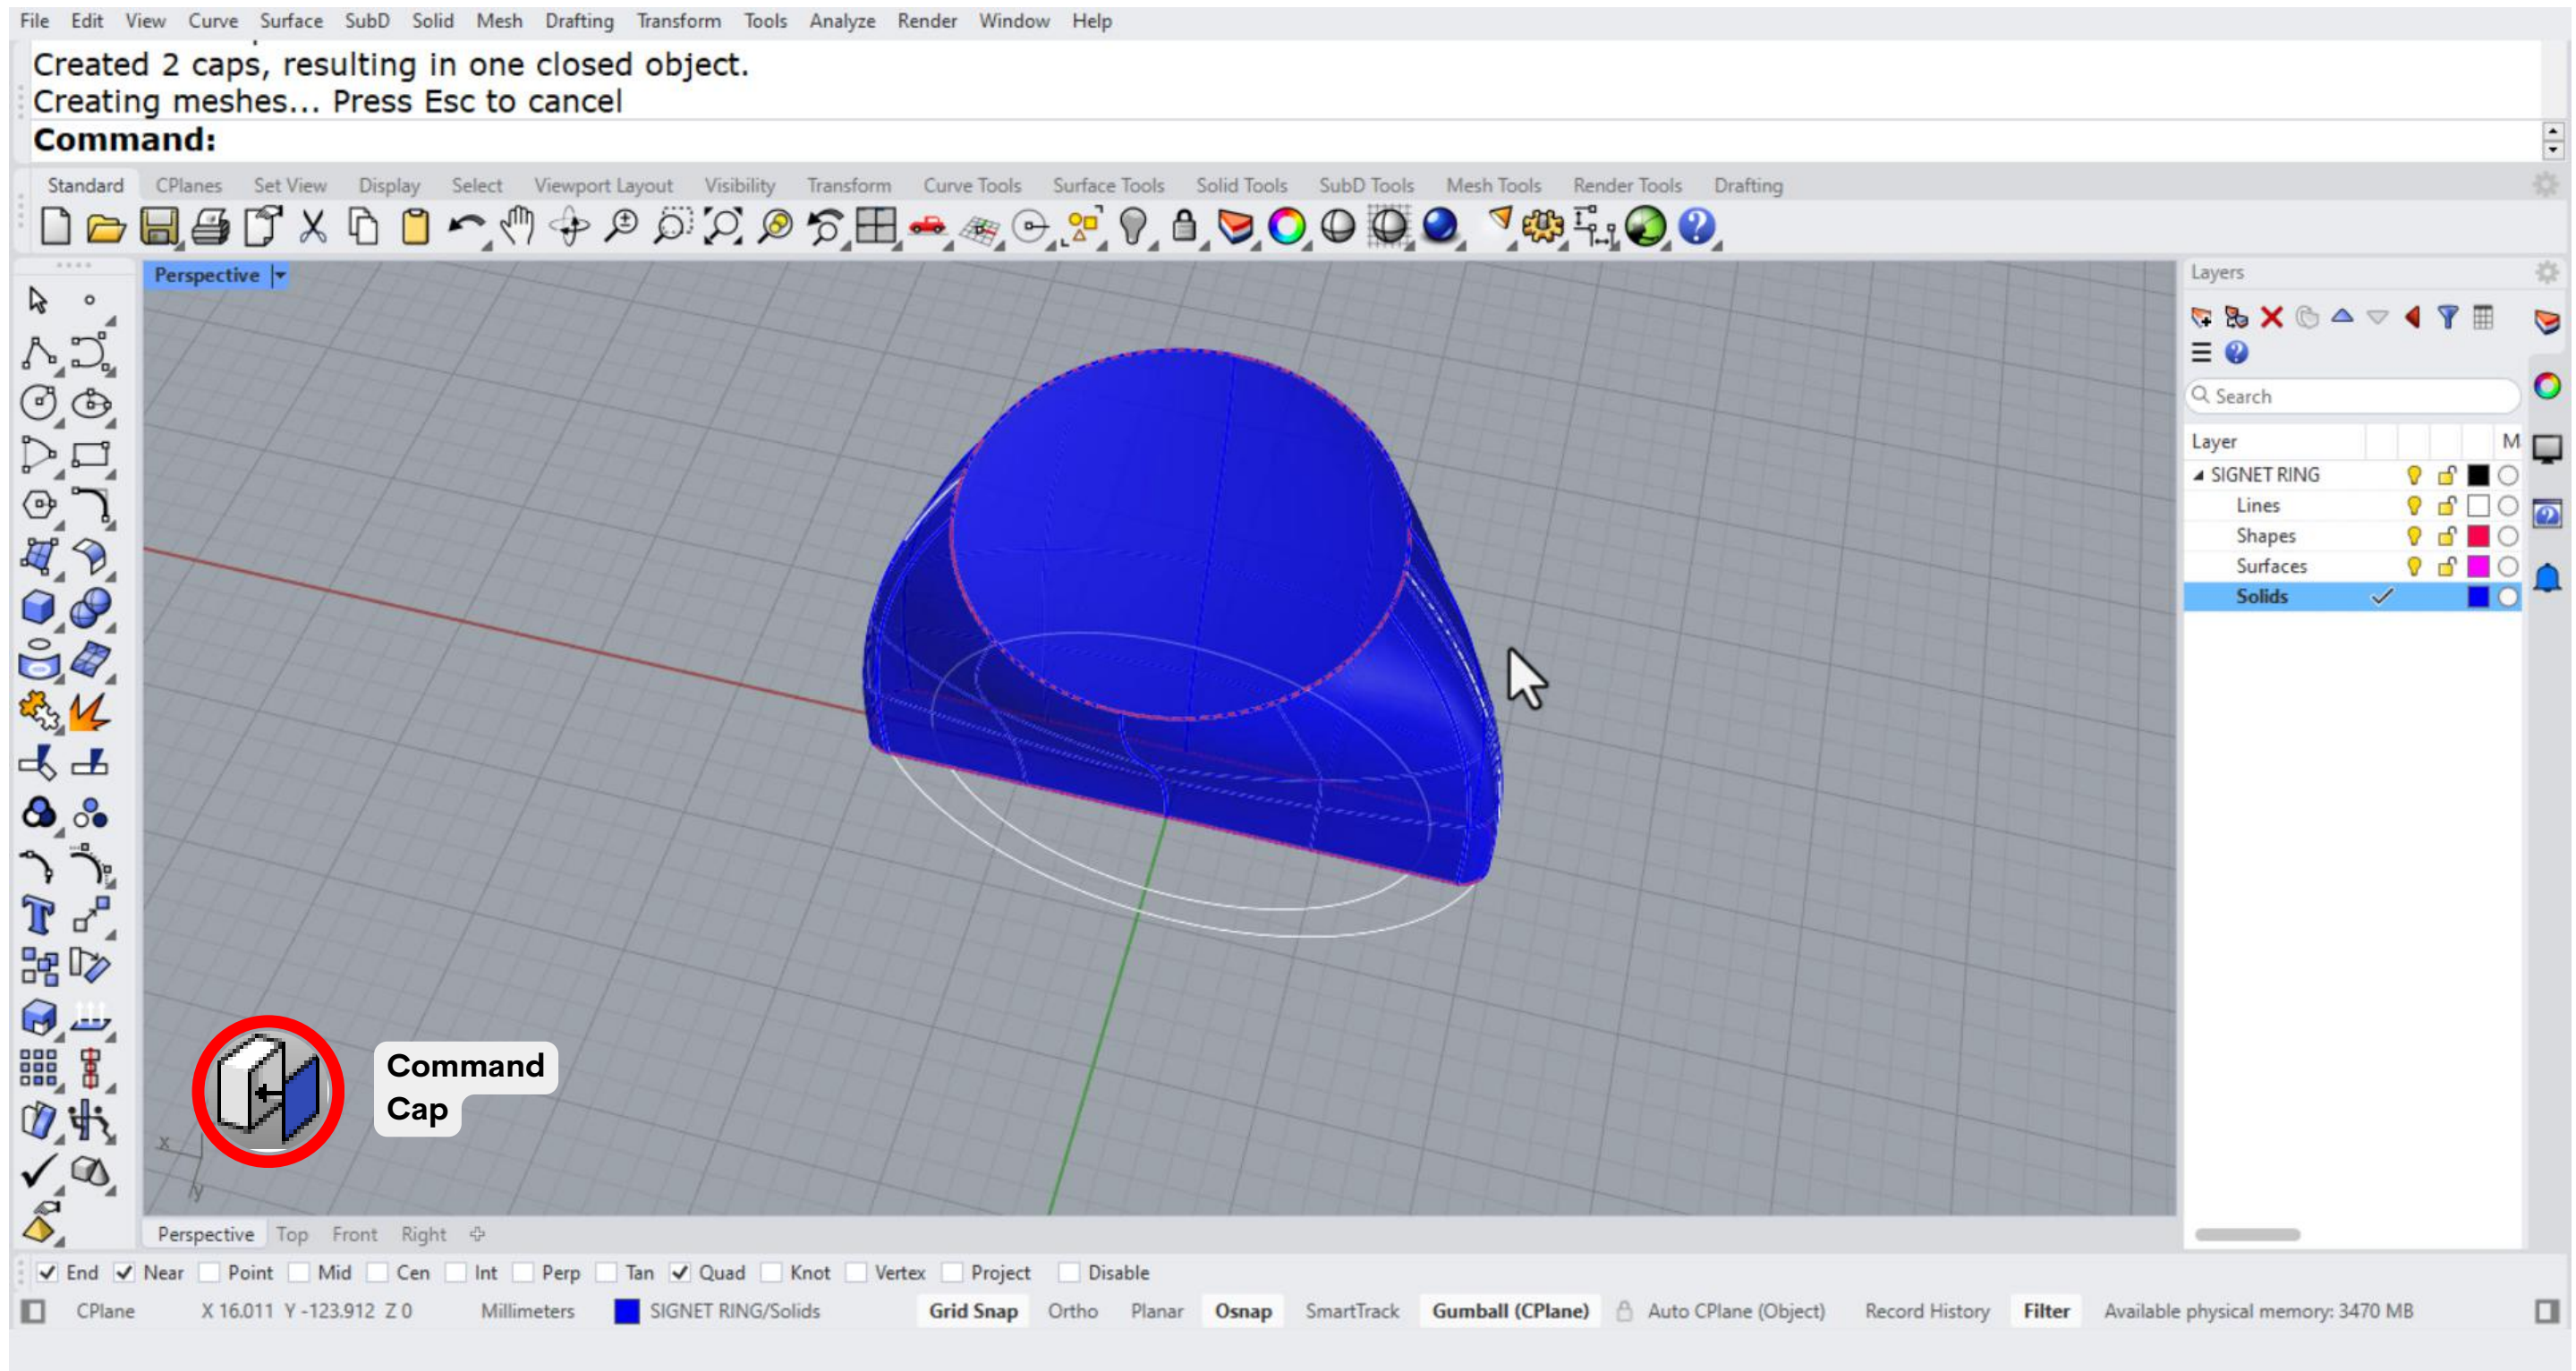 File Edit View Curve Surface SubD Solid Mesh Drafting Transform Tools Analyze Render Window Help
Created 2 caps, resulting in one closed object.
Creating meshes... Press Esc to cancel
Command:
Standard CPlanes Set View Display Select Viewport Layout Visibility Transform Curve Tools Surface Tools Solid Tools SubD Tools Mesh Tools Render Tools Drafting
Perspective
Layers
Search
Layer M
SIGNET RING
Lines
Shapes
Surfaces
Solids
Command
Cap
x
y
Perspective Top Front Right
End Near Point Mid Cen Int Perp Tan Quad Knot Vertex Project Disable
CPlane X 16.011 Y -123.912 Z 0 Millimeters SIGNET RING/Solids Grid Snap Ortho Planar Osnap SmartTrack Gumball (CPlane) Auto CPlane (Object) Record History Filter Available physical memory: 3470 MB